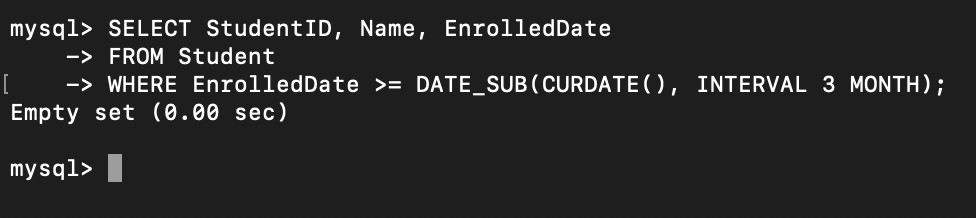 mysql> SELECT StudentID, Name, EnrolledDate
    -> FROM Student
[    -> WHERE EnrolledDate >= DATE_SUB(CURDATE(), INTERVAL 3 MONTH);
Empty set (0.00 sec)
mysql>